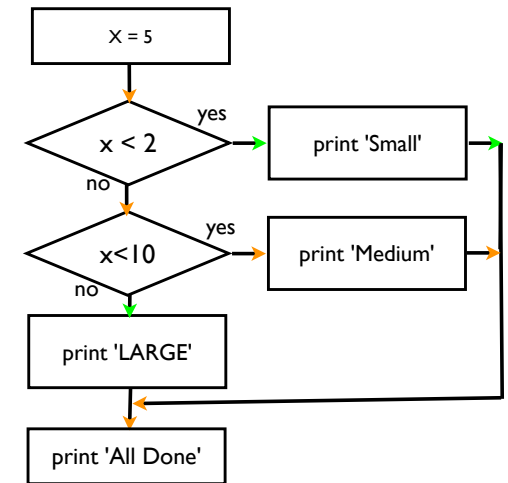 X = 5
yes
x < 2
print 'Small'
no
yes
x<10
print 'Medium'
no
print 'LARGE'
print 'All Done'